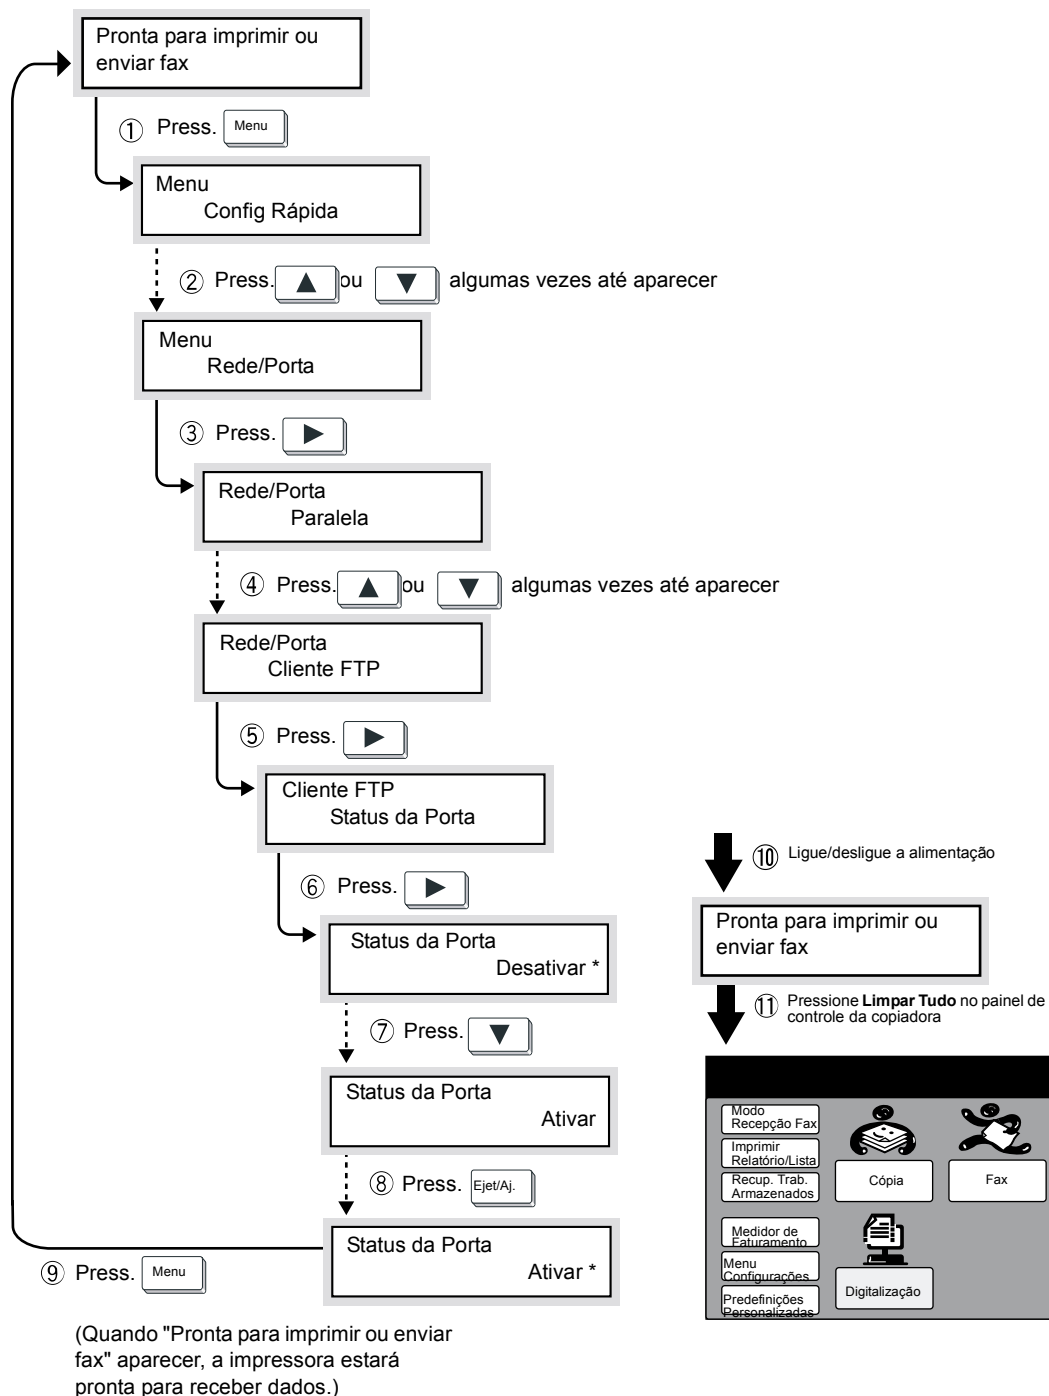 Pronta para imprimir ou
enviar fax
① Press. Menu
Menu
Config Rápida
② Press. ou algumas vezes até aparecer
Menu
Rede/Porta
③ Press.
Rede/Porta
Paralela
④ Press. ou algumas vezes até aparecer
Rede/Porta
Cliente FTP
⑤ Press.
Cliente FTP
Status da Porta
⑥ Press.
Status da Porta
Desativar *
⑦ Press.
Status da Porta
Ativar
⑧ Press. Ejet/Aj.
Status da Porta
Ativar *
⑨ Press. Menu
(Quando "Pronta para imprimir ou enviar
fax" aparecer, a impressora estará
pronta para receber dados.)
⑩ Ligue/desligue a alimentação
Pronta para imprimir ou
enviar fax
⑪ Pressione Limpar Tudo no painel de
controle da copiadora
Modo
Recepção Fax
Imprimir
Relatório/Lista
Recup. Trab.
Armazenados
Cópia
Fax
Medidor de
Faturamento
Menu
Configurações
Predefinições
Personalizadas
Digitalização